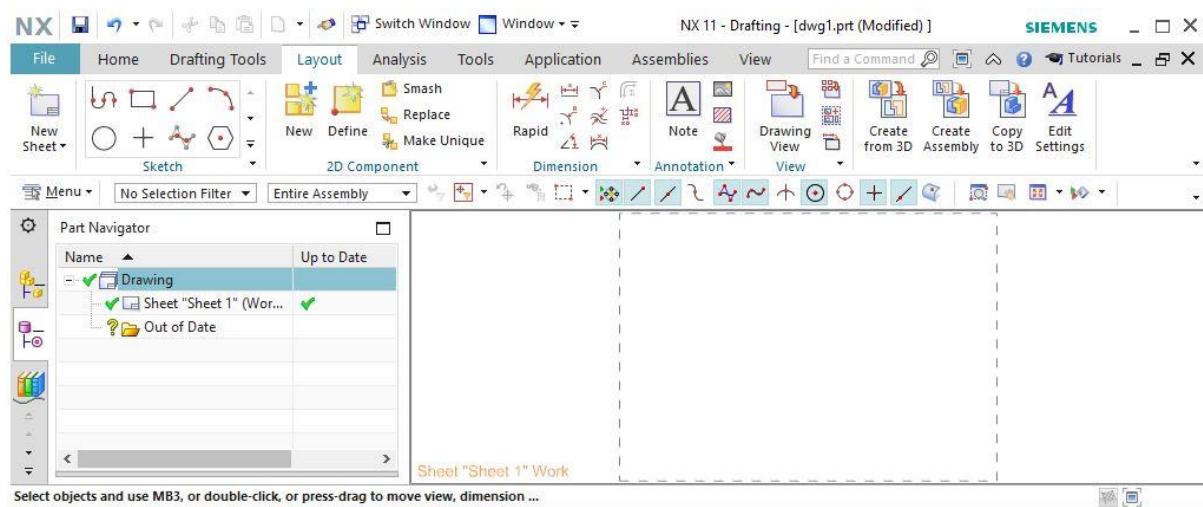 NX Switch Window Window NX 11 - Drafting - [dwg1.prt (Modified) ] SIEMENS
File Home Drafting Tools Layout Analysis Tools Application Assemblies View Find a Command Tutorials
New Sheet
Sketch
New
Define
Smash
Replace
Make Unique
2D Component
Rapid
Dimension
A
Note
Annotation
Drawing View
View
Create from 3D
Create Assembly
Copy to 3D
Edit Settings
Menu No Selection Filter Entire Assembly
Part Navigator
Name Up to Date
Drawing
Sheet "Sheet 1" (Wor...
Out of Date
Sheet "Sheet 1" Work
Select objects and use MB3, or double-click, or press-drag to move view, dimension ...